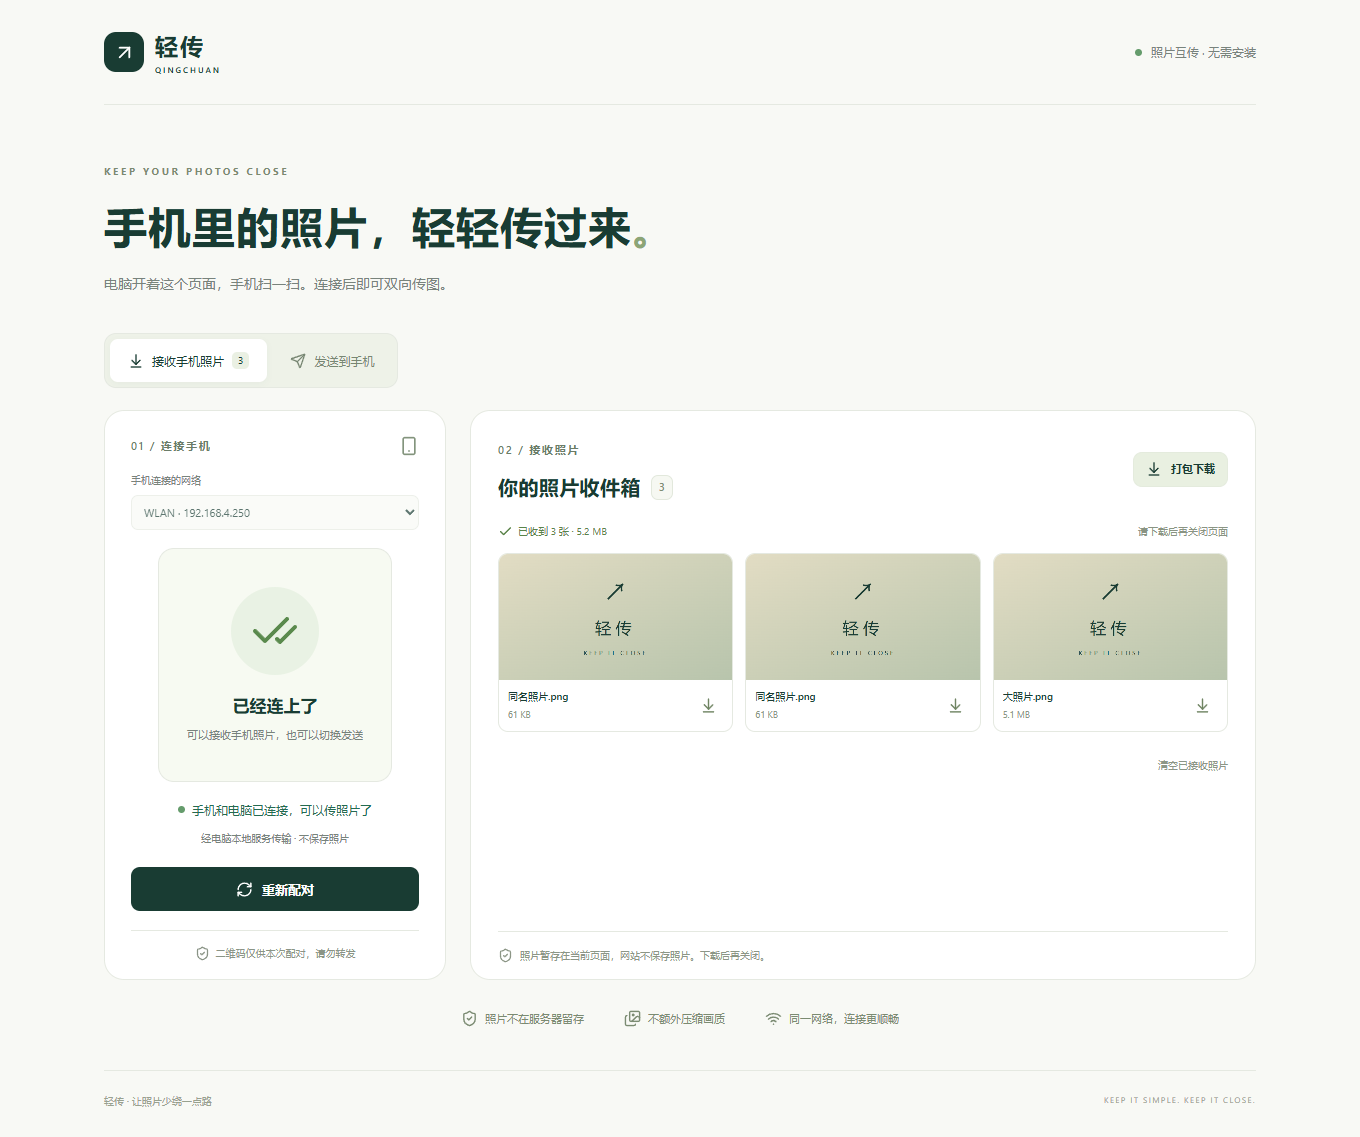 轻传
QINGCHUAN
照片互传 · 无需安装
KEEP YOUR PHOTOS CLOSE
手机里的照片，轻轻传过来。
电脑开着这个页面，手机扫一扫。连接后即可双向传图。
接收手机照片 3
发送到手机
01 / 连接手机
手机连接的网络
WLAN · 192.168.4.250
已经连上了
可以接收手机照片，也可以切换发送
手机和电脑已连接，可以传照片了
经电脑本地服务传输 · 不保存照片
重新配对
二维码仅供本次配对，请勿转发
02 / 接收照片
你的照片收件箱 3
打包下载
已收到 3 张 · 5.2 MB
请下载后再关闭页面
轻传
KEEP IT CLOSE
同名照片.png
61 KB
轻传
KEEP IT CLOSE
同名照片.png
61 KB
轻传
KEEP IT CLOSE
大照片.png
5.1 MB
清空已接收照片
照片暂存在当前页面，网站不保存照片。下载后再关闭。
照片不在服务器留存
不额外压缩画质
同一网络，连接更顺畅
轻传 · 让照片少绕一点路
KEEP IT SIMPLE. KEEP IT CLOSE.